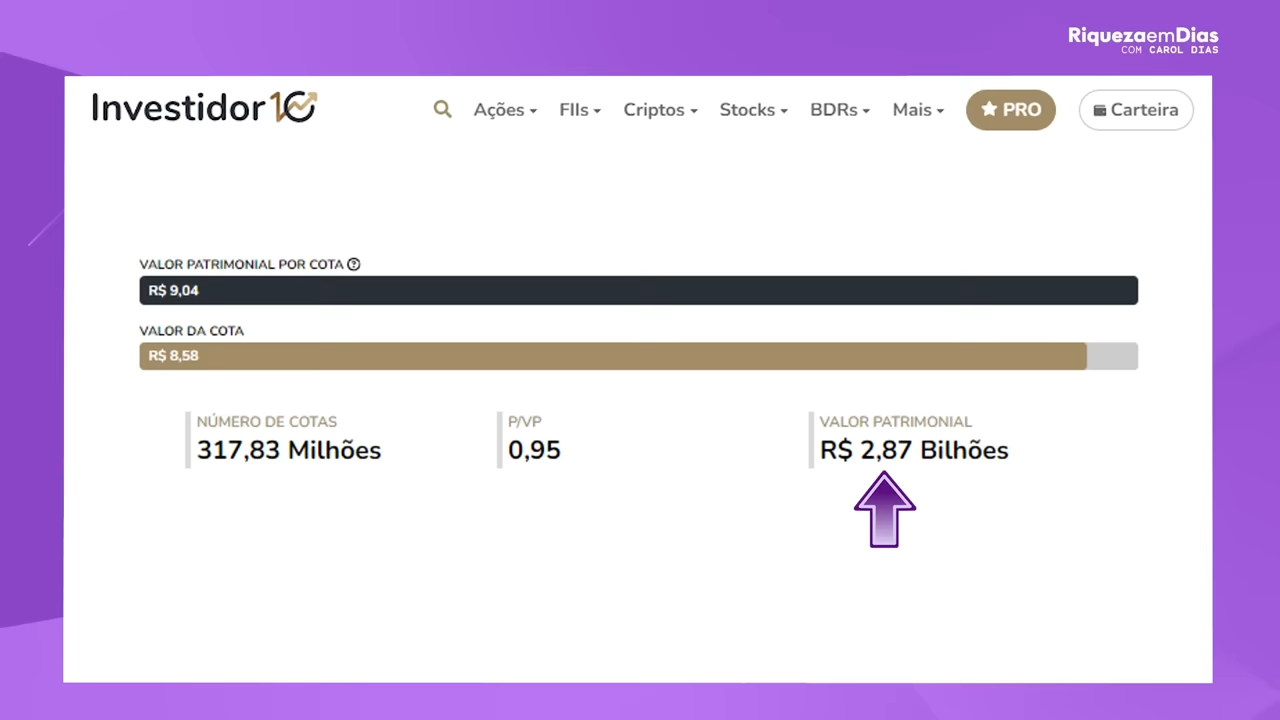 RiquezaemDias
COM CAROL DIAS
Investidor10
Ações
FIIs
Criptos
Stocks
BDRs
Mais
PRO
Carteira
VALOR PATRIMONIAL POR COTA ?
R$ 9,04
VALOR DA COTA
R$ 8,58
NÚMERO DE COTAS
317,83 Milhões
P/VP
0,95
VALOR PATRIMONIAL
R$ 2,87 Bilhões